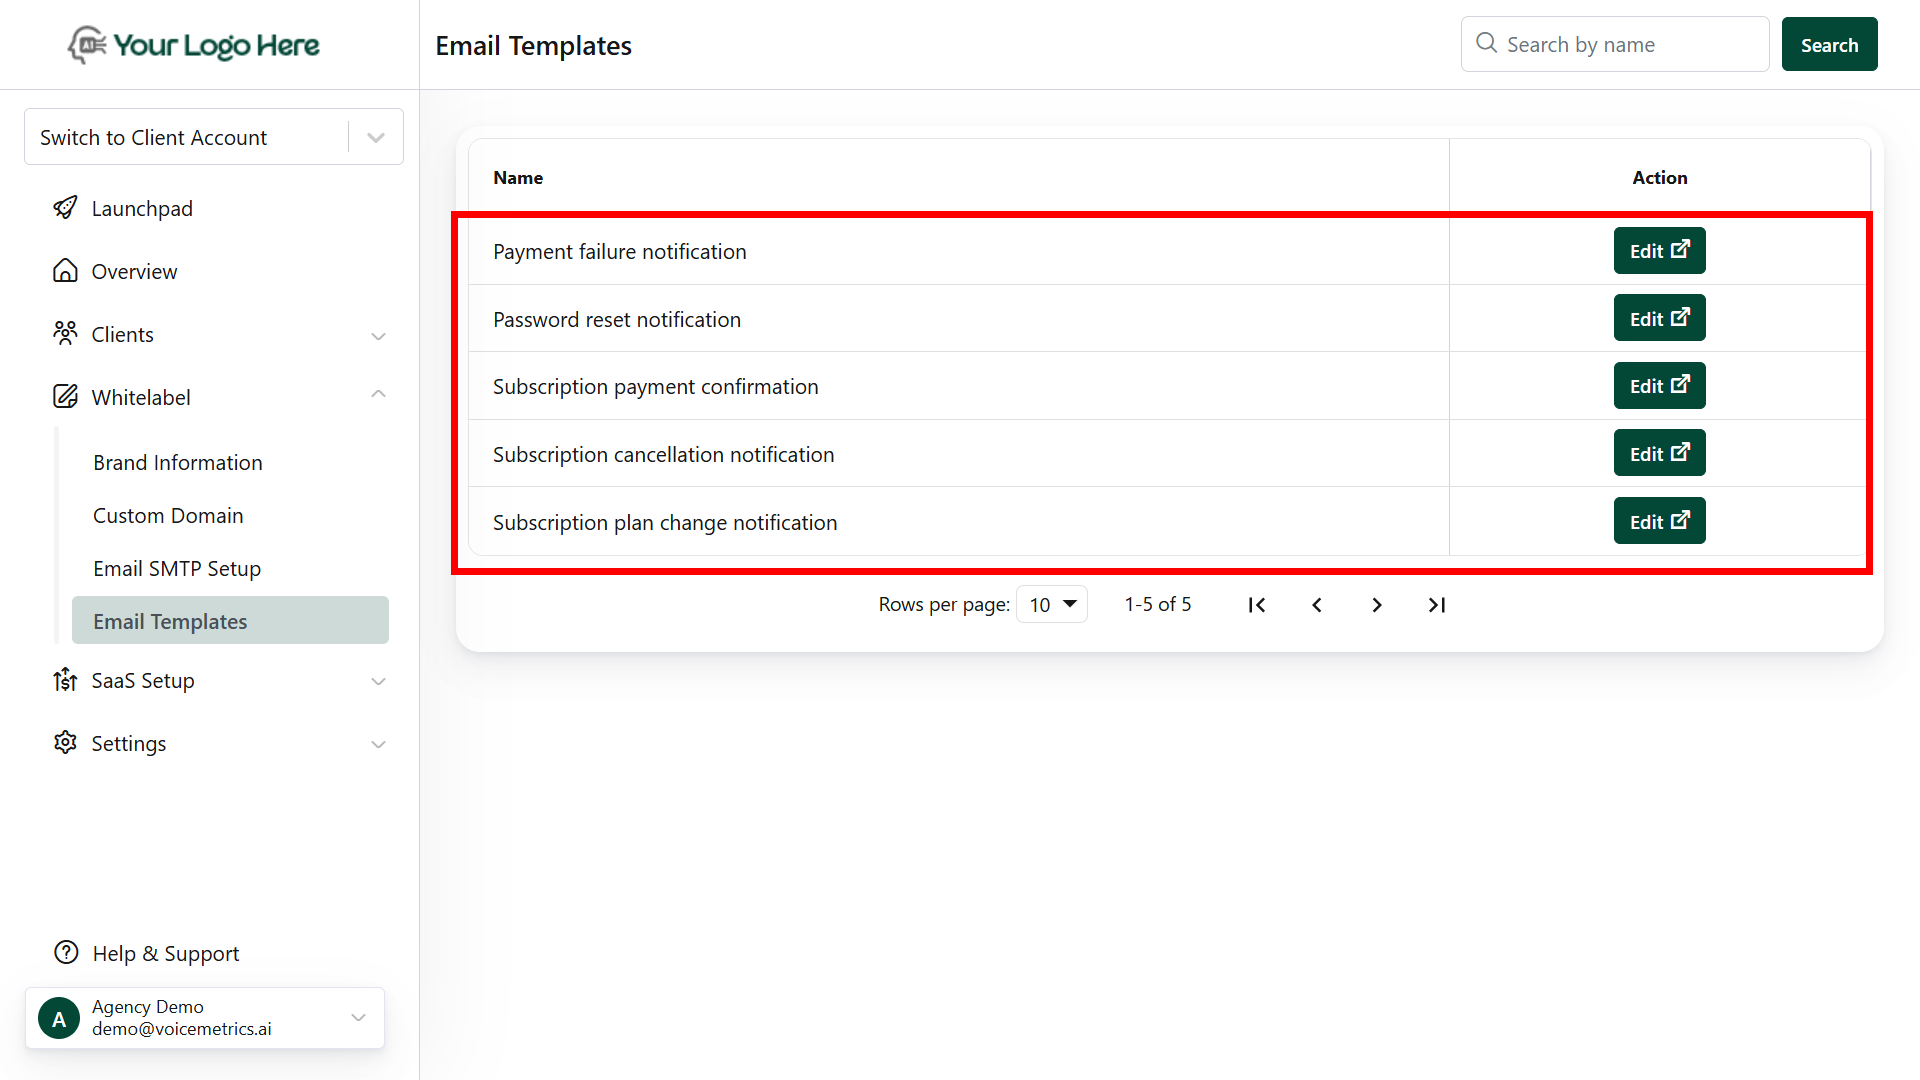 AI Your Logo Here
Email Templates
Search by name
Search
Switch to Client Account
Launchpad
Overview
Clients
Whitelabel
Brand Information
Custom Domain
Email SMTP Setup
Email Templates
SaaS Setup
Settings
Help & Support
A
Agency Demo
demo@voicemetrics.ai
Name
Action
Payment failure notification
Edit
Password reset notification
Edit
Subscription payment confirmation
Edit
Subscription cancellation notification
Edit
Subscription plan change notification
Edit
Rows per page: 10 1-5 of 5